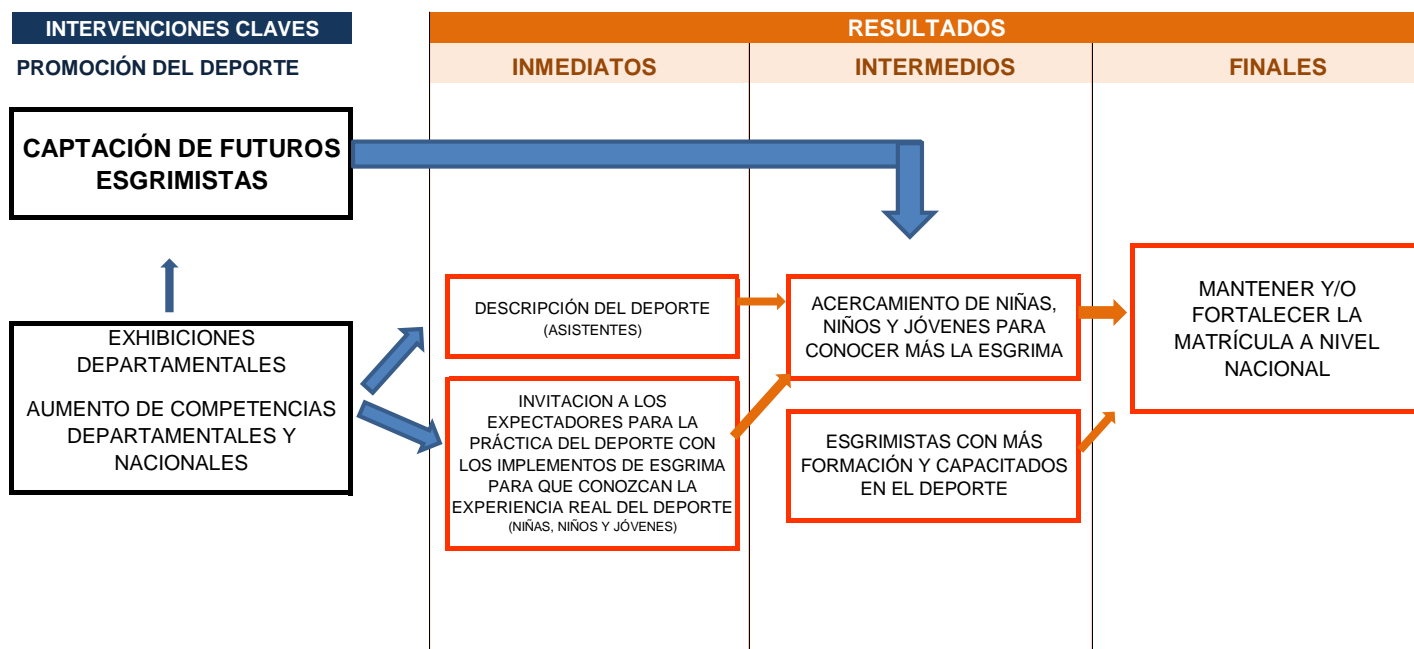 INTERVENCIONES CLAVES
RESULTADOS
PROMOCIÓN DEL DEPORTE
INMEDIATOS
INTERMEDIOS
FINALES
CAPTACIÓN DE FUTUROS
ESGRIMISTAS
EXHIBICIONES
DEPARTAMENTALES
AUMENTO DE COMPETENCIAS
DEPARTAMENTALES Y
NACIONALES
DESCRIPCIÓN DEL DEPORTE
(ASISTENTES)
INVITACION A LOS
EXPECTADORES PARA LA
PRÁCTICA DEL DEPORTE CON
LOS IMPLEMENTOS DE ESGRIMA
PARA QUE CONOZCAN LA
EXPERIENCIA REAL DEL DEPORTE
(NIÑAS, NIÑOS Y JÓVENES)
ACERCAMIENTO DE NIÑAS,
NIÑOS Y JÓVENES PARA
CONOCER MÁS LA ESGRIMA
ESGRIMISTAS CON MÁS
FORMACIÓN Y CAPACITADOS
EN EL DEPORTE
MANTENER Y/O
FORTALECER LA
MATRÍCULA A NIVEL
NACIONAL